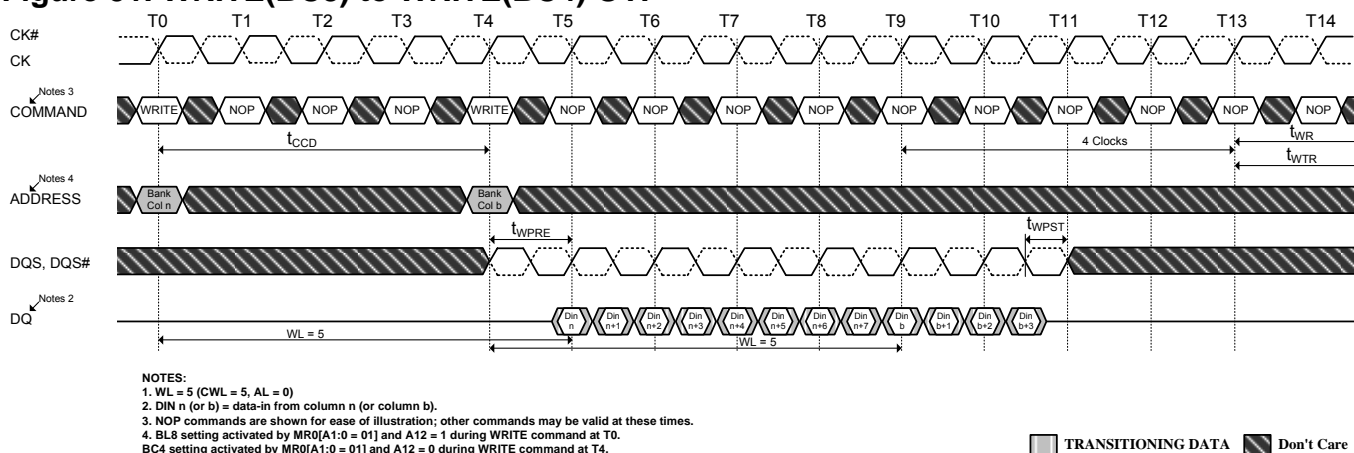 Figure 31. WRITE(BC8) to WRITE(BC4) OTF
T0 T1 T2 T3 T4 T5 T6 T7 T8 T9 T10 T11 T12 T13 T14
CK#
CK
Notes 3
COMMAND
WRITE NOP NOP NOP WRITE NOP NOP NOP NOP NOP NOP NOP NOP NOP NOP
tCCD
4 Clocks
tWR
tWTR
Notes 4
ADDRESS
Bank Col n
Bank Col b
tWPRE
tWPST
DQS, DQS#
Notes 2
DQ
Din n
Din n+1
Din n+2
Din n+3
Din n+4
Din n+5
Din n+6
Din n+7
Din b
Din b+1
Din b+2
Din b+3
WL = 5
WL = 5
NOTES:
1. WL = 5 (CWL = 5, AL = 0)
2. DIN n (or b) = data-in from column n (or column b).
3. NOP commands are shown for ease of illustration; other commands may be valid at these times.
4. BL8 setting activated by MR0[A1:0 = 01] and A12 = 1 during WRITE command at T0.
BC4 setting activated by MR0[A1:0 = 01] and A12 = 0 during WRITE command at T4.
TRANSITIONING DATA
Don't Care